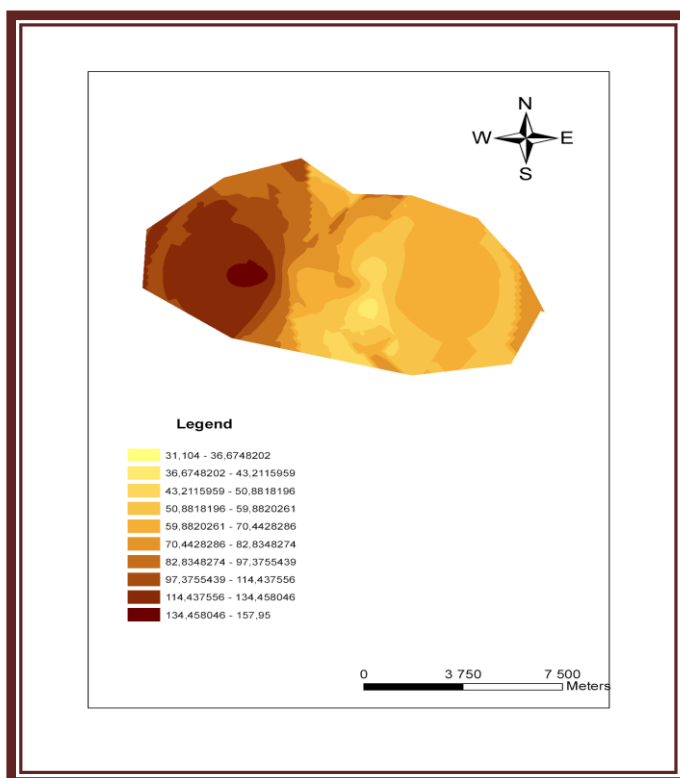 N
W E
S
Legend
31,104 - 36,6748202
36,6748202 - 43,2115959
43,2115959 - 50,8818196
50,8818196 - 59,8820261
59,8820261 - 70,4428286
70,4428286 - 82,8348274
82,8348274 - 97,3755439
97,3755439 - 114,437556
114,437556 - 134,458046
134,458046 - 157,95
0 3 750 7 500
Meters